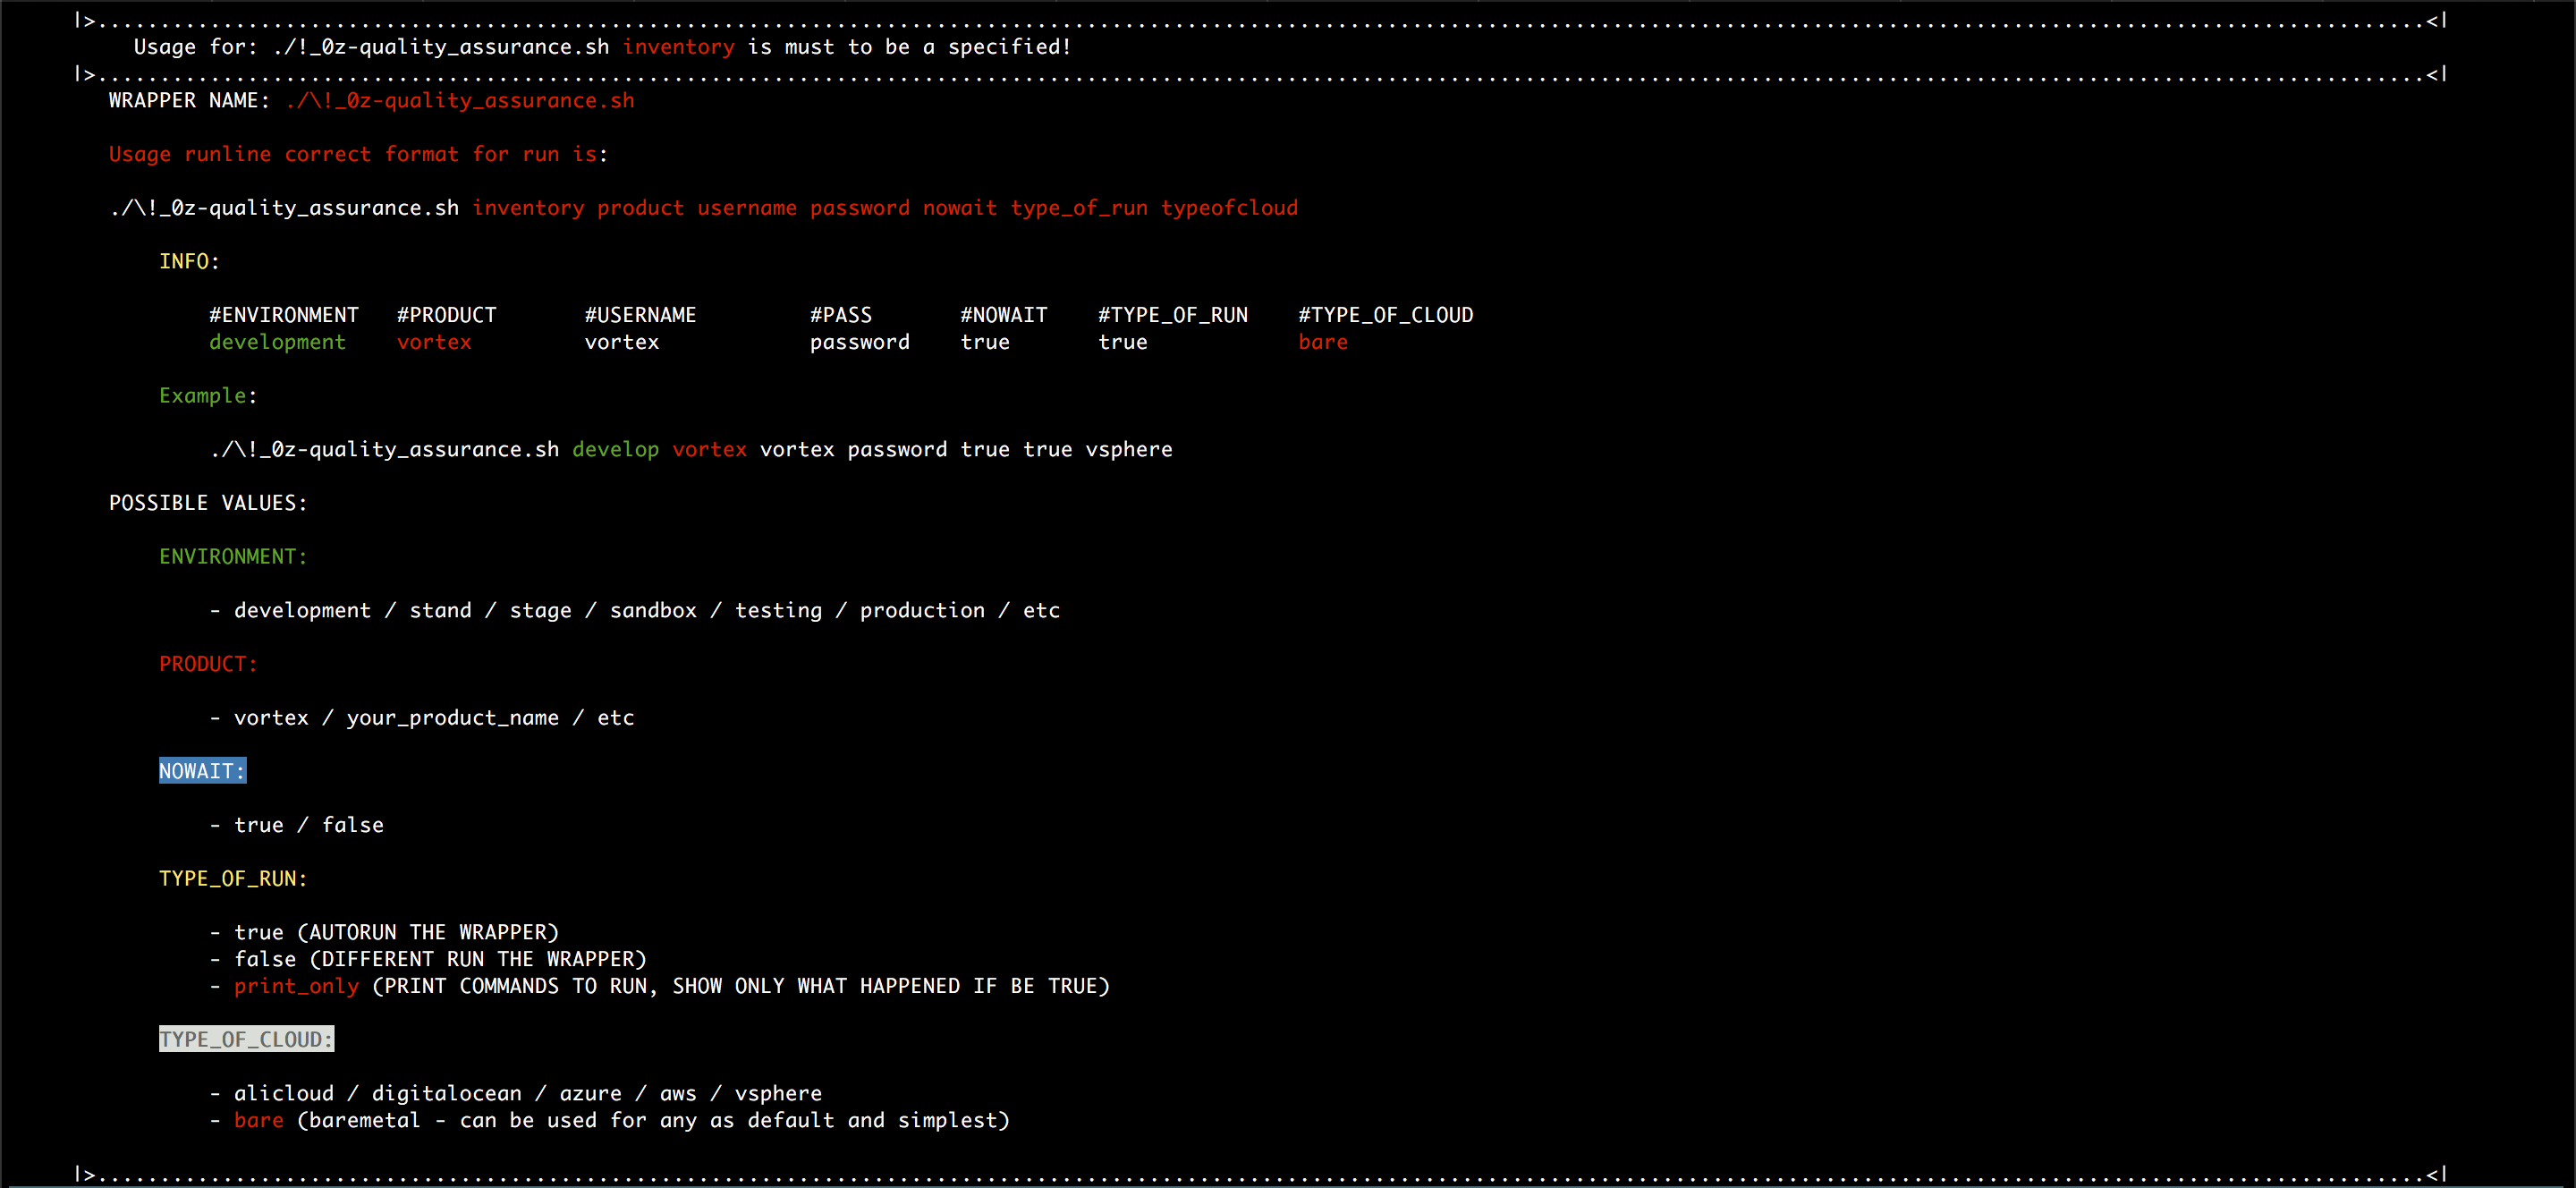 |>..........................................................................................................................................................................................<|
Usage for: ./!_0z-quality_assurance.sh inventory is must to be a specified!
|>..........................................................................................................................................................................................<|
WRAPPER NAME: ./\!_0z-quality_assurance.sh
Usage runline correct format for run is:
./\!_0z-quality_assurance.sh inventory product username password nowait type_of_run typeofcloud
INFO:
#ENVIRONMENT #PRODUCT #USERNAME #PASS #NOWAIT #TYPE_OF_RUN #TYPE_OF_CLOUD
development vortex vortex password true true bare
Example:
./\!_0z-quality_assurance.sh develop vortex vortex password true true vsphere
POSSIBLE VALUES:
ENVIRONMENT:
- development / stand / stage / sandbox / testing / production / etc
PRODUCT:
- vortex / your_product_name / etc
NOWAIT:
- true / false
TYPE_OF_RUN:
- true (AUTORUN THE WRAPPER)
- false (DIFFERENT RUN THE WRAPPER)
- print_only (PRINT COMMANDS TO RUN, SHOW ONLY WHAT HAPPENED IF BE TRUE)
TYPE_OF_CLOUD:
- alicloud / digitalocean / azure / aws / vsphere
- bare (baremetal - can be used for any as default and simplest)
|>..........................................................................................................................................................................................<|